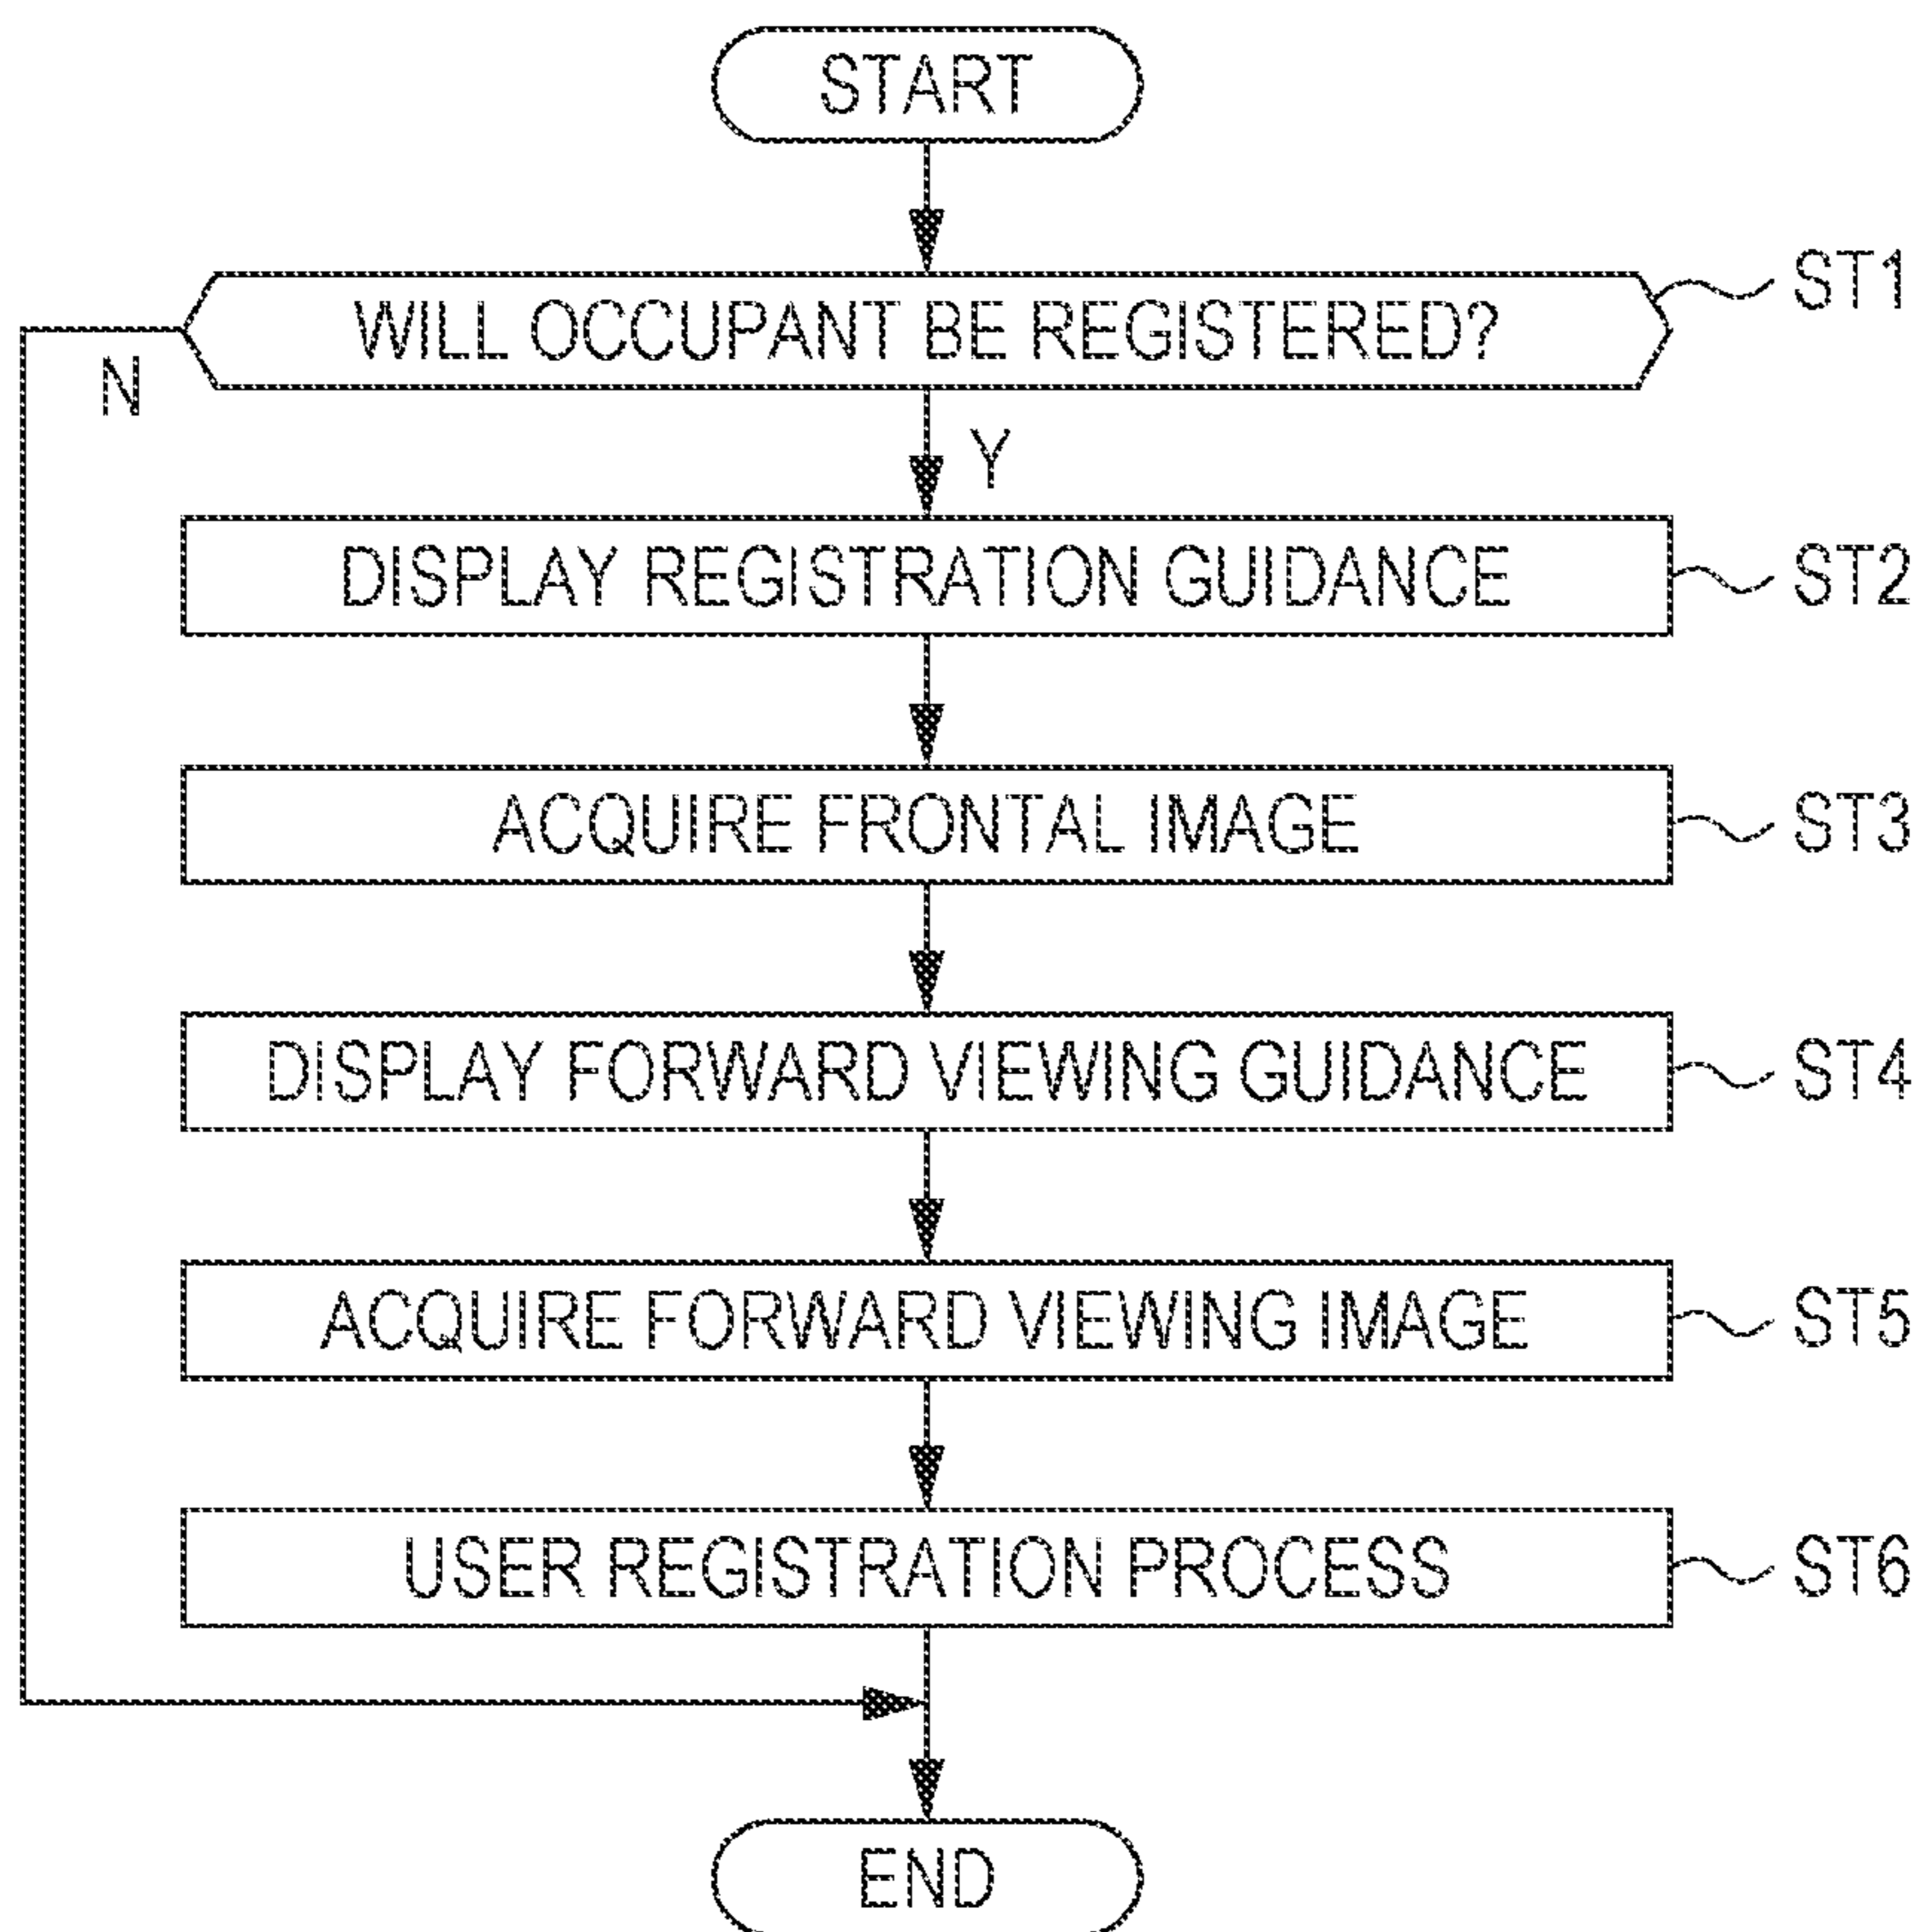 START
WILL OCCUPANT BE REGISTERED?
ST1
N
Y
DISPLAY REGISTRATION GUIDANCE
ST2
ACQUIRE FRONTAL IMAGE
ST3
DISPLAY FORWARD VIEWING GUIDANCE
ST4
ACQUIRE FORWARD VIEWING IMAGE
ST5
USER REGISTRATION PROCESS
ST6
END